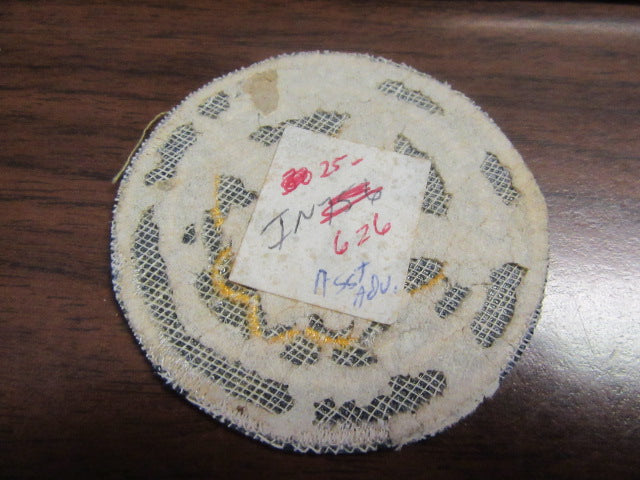 25-
IN
626
Asst
Adv.